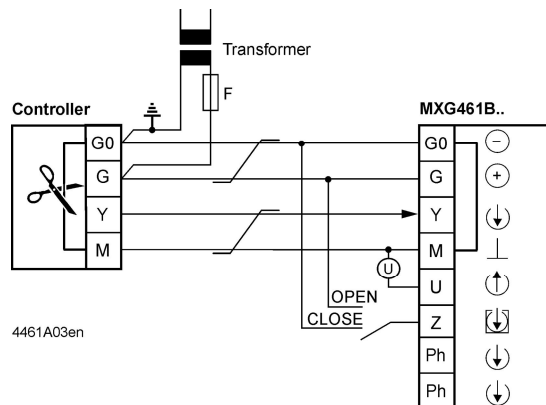 Transformer
F
Controller
MXG461B..
G0
G0
G
G
Y
Y
M
M
U
U
OPEN
CLOSE
Z
4461A03en
Ph
Ph